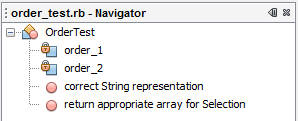 order_test.rb - Navigator
OrderTest
order_1
order_2
correct String representation
return appropriate array for Selection